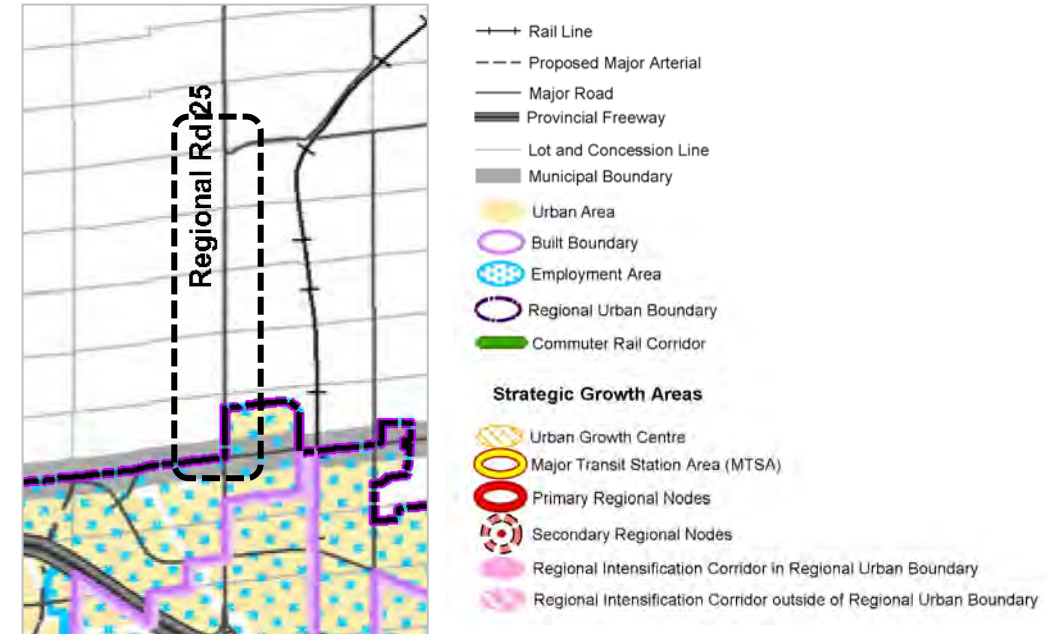 Regional Rd 25
Rail Line
Proposed Major Arterial
Major Road
Provincial Freeway
Lot and Concession Line
Municipal Boundary
Urban Area
Built Boundary
Employment Area
Regional Urban Boundary
Commuter Rail Corridor
Strategic Growth Areas
Urban Growth Centre
Major Transit Station Area (MTSA)
Primary Regional Nodes
Secondary Regional Nodes
Regional Intensification Corridor in Regional Urban Boundary
Regional Intensification Corridor outside of Regional Urban Boundary